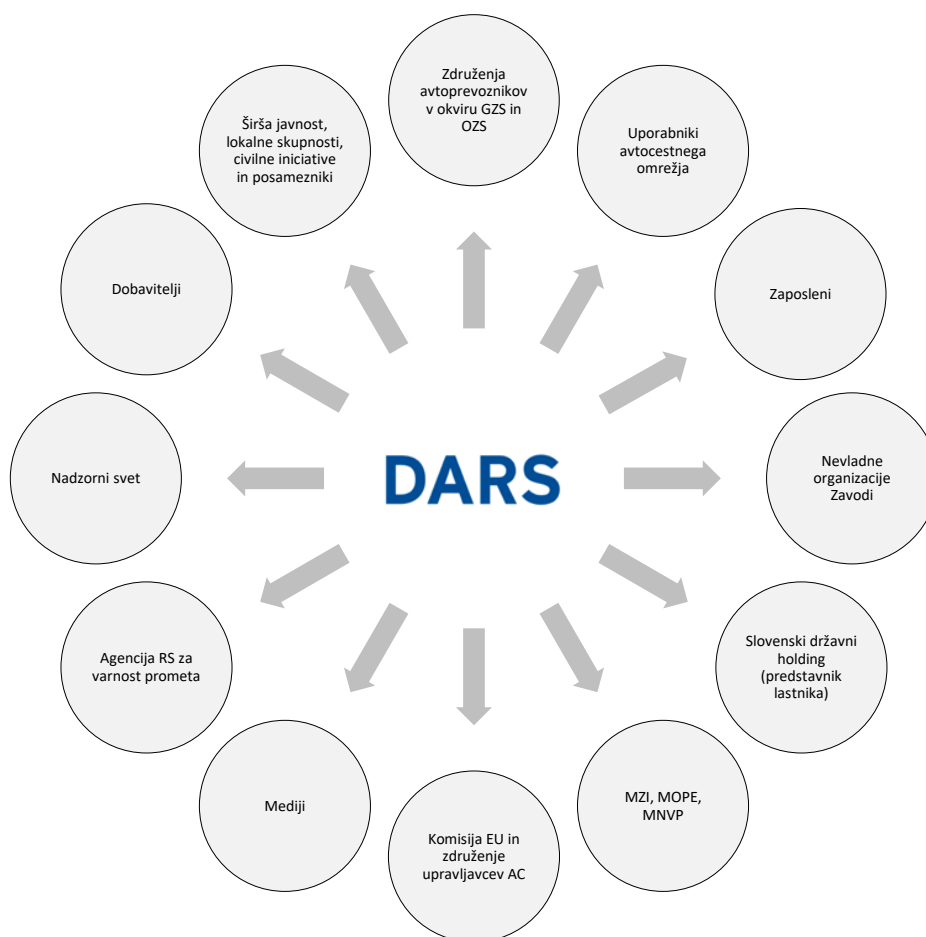 Združenja
avtoprevoznikov
v okviru GZS in
OZS
Uporabniki
avtocestnega
omrežja
Zaposleni
Nevladne
organizacije
Zavodi
Slovenski državni
holding
(predstavnik
lastnika)
MZI, MOPE,
MNVP
Komisija EU in
združenje
upravljavcev AC
Mediji
Agencija RS za
varnost prometa
Nadzorni svet
Dobavitelji
Širša javnost,
lokalne skupnosti,
civilne iniciative
in posamezniki
DARS